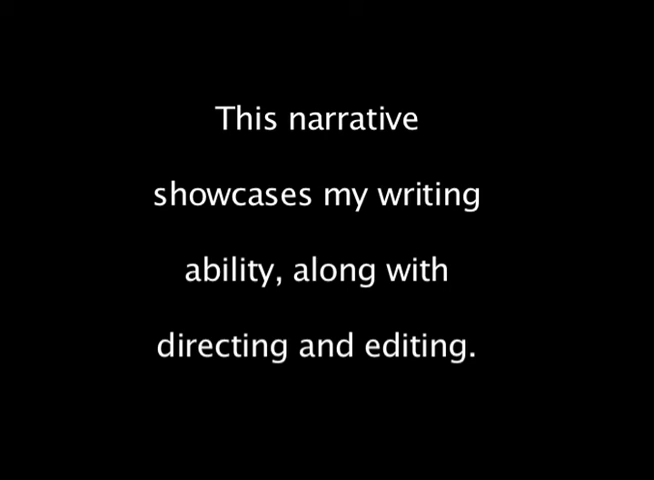 This narrative
showcases my writing
ability, along with
directing and editing.